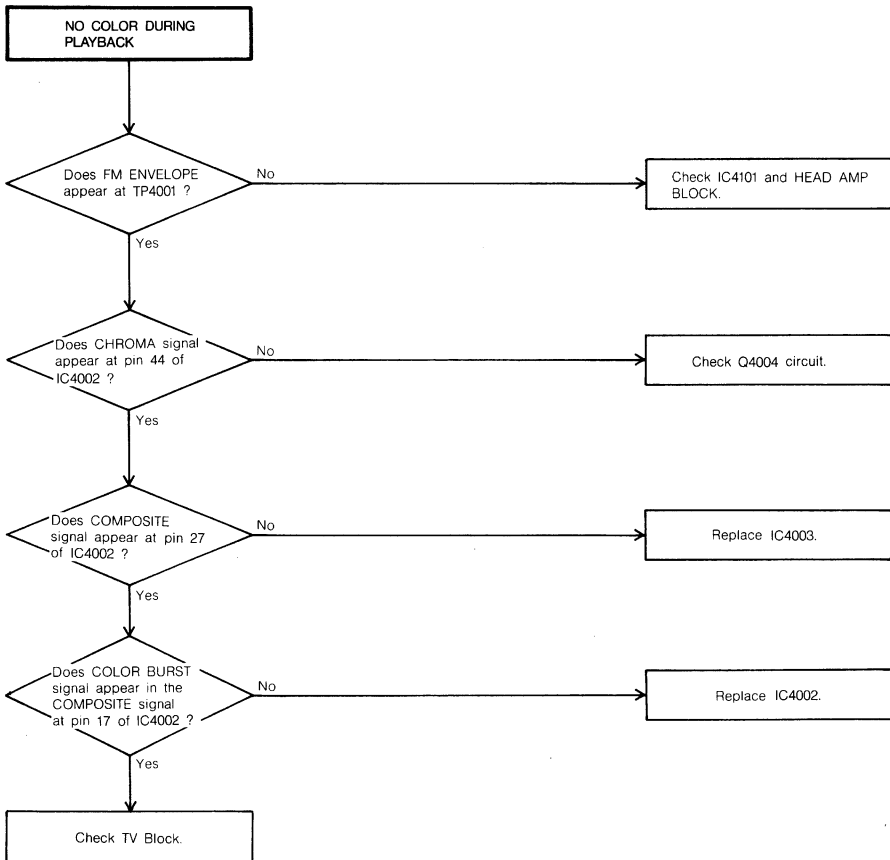 NO COLOR DURING
PLAYBACK
Does FM ENVELOPE
appear at TP4001 ?
No
Check IC4101 and HEAD AMP
BLOCK.
Yes
Does CHROMA signal
appear at pin 44 of
IC4002 ?
No
Check Q4004 circuit.
Yes
Does COMPOSITE
signal appear at pin 27
of IC4002 ?
No
Replace IC4003.
Yes
Does COLOR BURST
signal appear in the
COMPOSITE signal
at pin 17 of IC4002 ?
No
Replace IC4002.
Yes
Check TV Block.